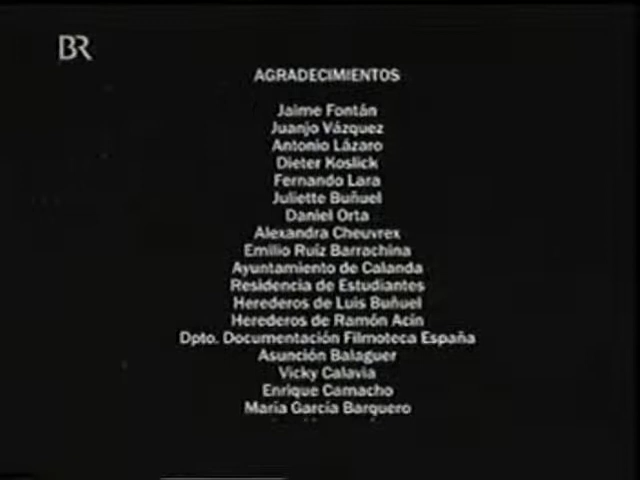 BR
AGRADECIMIENTOS
Jaime Fontán
Juanjo Vázquez
Antonio Lázaro
Dieter Koslick
Fernando Lara
Juliette Buñuel
Daniel Orta
Alexandra Cheuvrex
Emilio Ruíz Barrachina
Ayuntamiento de Calanda
Residencia de Estudiantes
Herederos de Luis Buñuel
Herederos de Ramón Acín
Dpto. Documentación Filmoteca España
Asunción Balaguer
Vicky Calavia
Enrique Camacho
María García Barquero